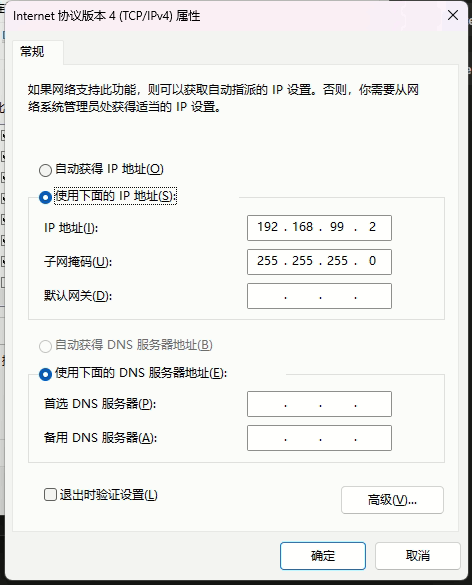 Internet 协议版本 4 (TCP/IPv4) 属性
常规
如果网络支持此功能，则可以获取自动指派的 IP 设置。否则，你需要从网
络系统管理员处获得适当的 IP 设置。
自动获得 IP 地址(O)
使用下面的 IP 地址(S):
IP 地址(I): 192 . 168 . 99 . 2
子网掩码(U): 255 . 255 . 255 . 0
默认网关(D): . . .
自动获得 DNS 服务器地址(B)
使用下面的 DNS 服务器地址(E):
首选 DNS 服务器(P): . . .
备用 DNS 服务器(A): . . .
退出时验证设置(L)
高级(V)...
确定
取消